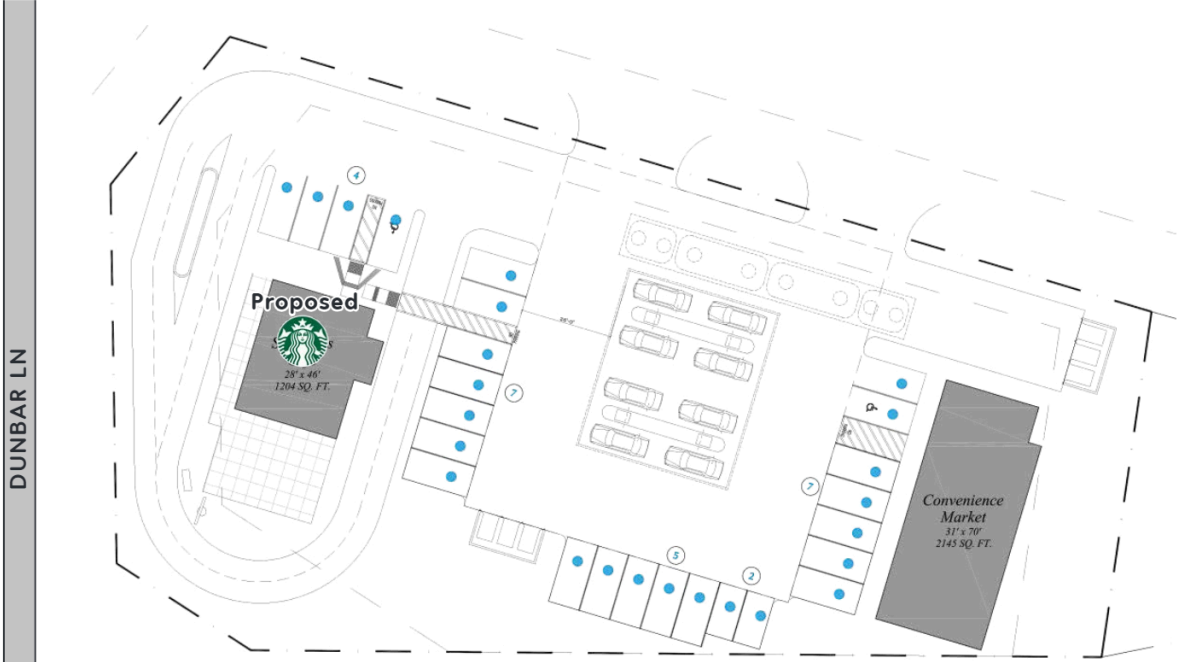 4
Proposed
28' x 46'
1204 SQ. FT.
7
DUNBAR LN
7
Convenience
Market
31' x 70'
2145 SQ. FT.
5
2